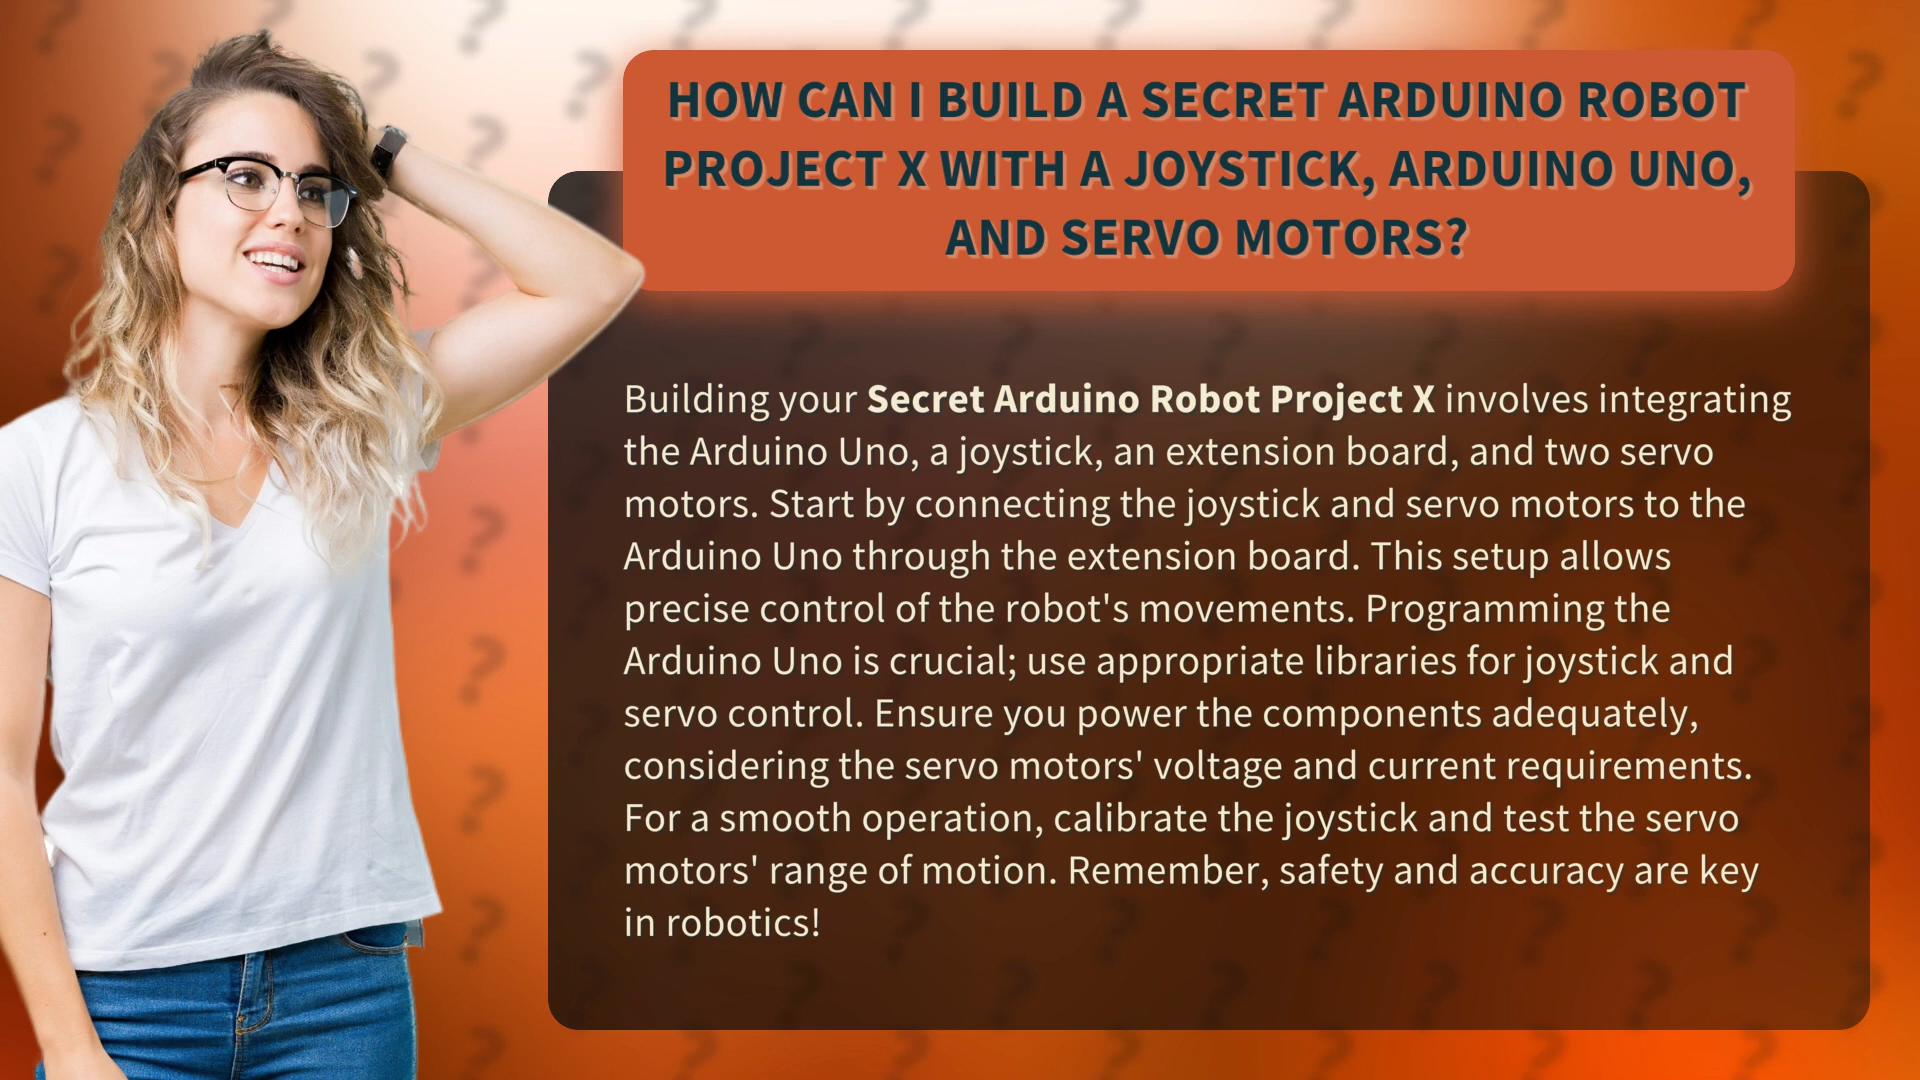 HOW CAN I BUILD A SECRET ARDUINO ROBOT
PROJECT X WITH A JOYSTICK, ARDUINO UNO,
AND SERVO MOTORS?
Building your Secret Arduino Robot Project X involves integrating
the Arduino Uno, a joystick, an extension board, and two servo
motors. Start by connecting the joystick and servo motors to the
Arduino Uno through the extension board. This setup allows
precise control of the robot's movements. Programming the
Arduino Uno is crucial; use appropriate libraries for joystick and
servo control. Ensure you power the components adequately,
considering the servo motors' voltage and current requirements.
For a smooth operation, calibrate the joystick and test the servo
motors' range of motion. Remember, safety and accuracy are key
in robotics!